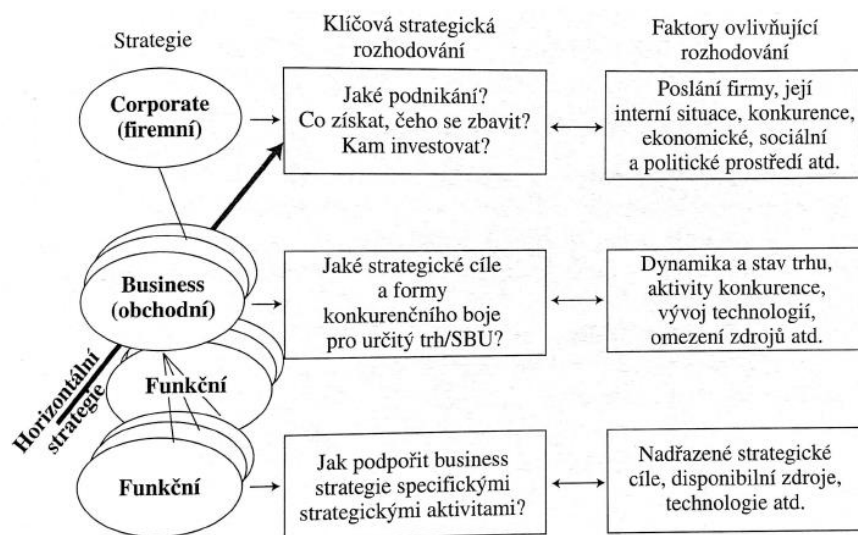 Strategie
Klíčová strategická
rozhodování
Faktory ovlivňující
rozhodování
Corporate
(firemní)
Jaké podnikání?
Co získat, čeho se zbavit?
Kam investovat?
Poslání firmy, její
interní situace, konkurence,
ekonomické, sociální
a politické prostředí atd.
Business
(obchodní)
Jaké strategické cíle
a formy
konkurenčního boje
pro určitý trh/SBU?
Dynamika a stav trhu,
aktivity konkurence,
vývoj technologií,
omezení zdrojů atd.
Horizontální
strategie
Funkční
Funkční
Jak podpořit business
strategie specifickými
strategickými aktivitami?
Nadřazené strategické
cíle, disponibilní zdroje,
technologie atd.